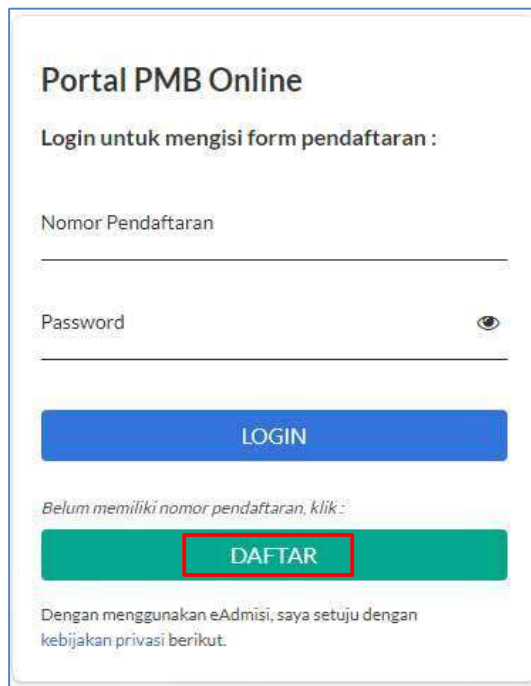 Portal PMB Online
Login untuk mengisi form pendaftaran :
Nomor Pendaftaran
Password
LOGIN
Belum memiliki nomor pendaftaran, klik :
DAFTAR
Dengan menggunakan eAdmisi, saya setuju dengan
kebijakan privasi berikut.